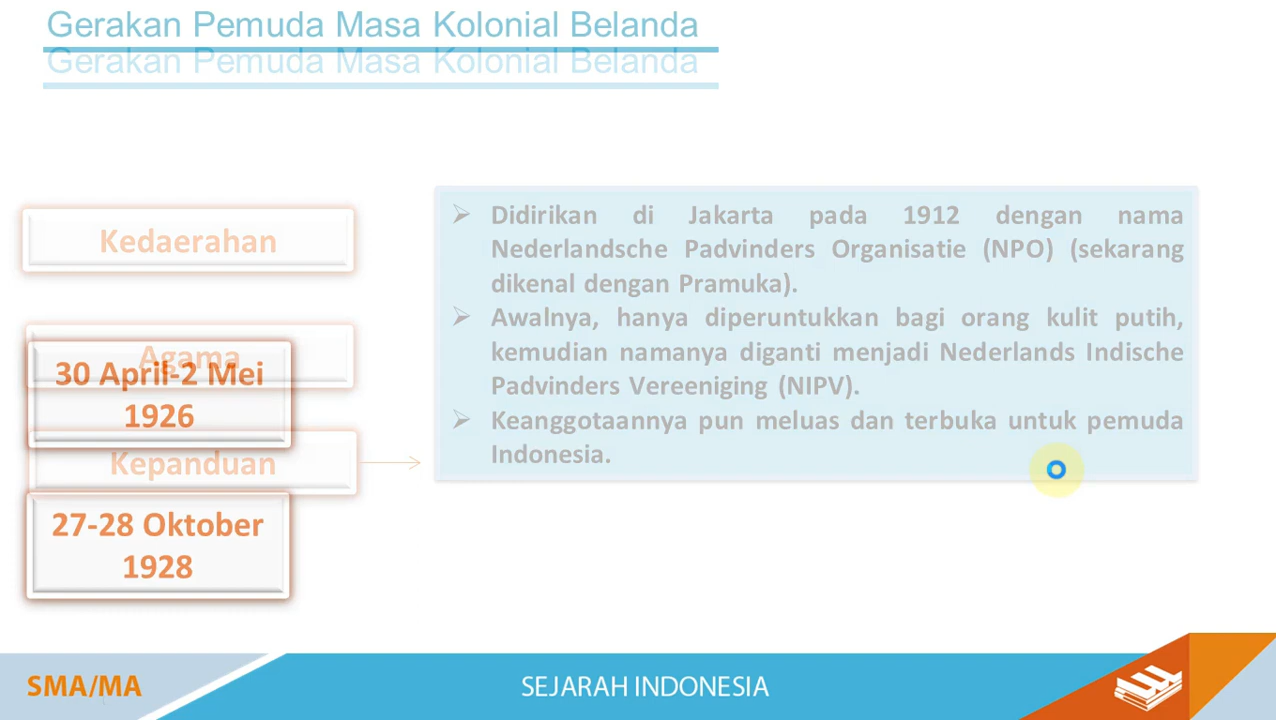 Gerakan Pemuda Masa Kolonial Belanda
Gerakan Pemuda Masa Kolonial Belanda
Kedaerahan
Agama
30 April-2 Mei
1926
Kepanduan
27-28 Oktober
1928
Didirikan di Jakarta pada 1912 dengan nama
Nederlandsche Padvinders Organisatie (NPO) (sekarang
dikenal dengan Pramuka).
Awalnya, hanya diperuntukkan bagi orang kulit putih,
kemudian namanya diganti menjadi Nederlands Indische
Padvinders Vereeniging (NIPV).
Keanggotaannya pun meluas dan terbuka untuk pemuda
Indonesia.
SMA/MA
SEJARAH INDONESIA